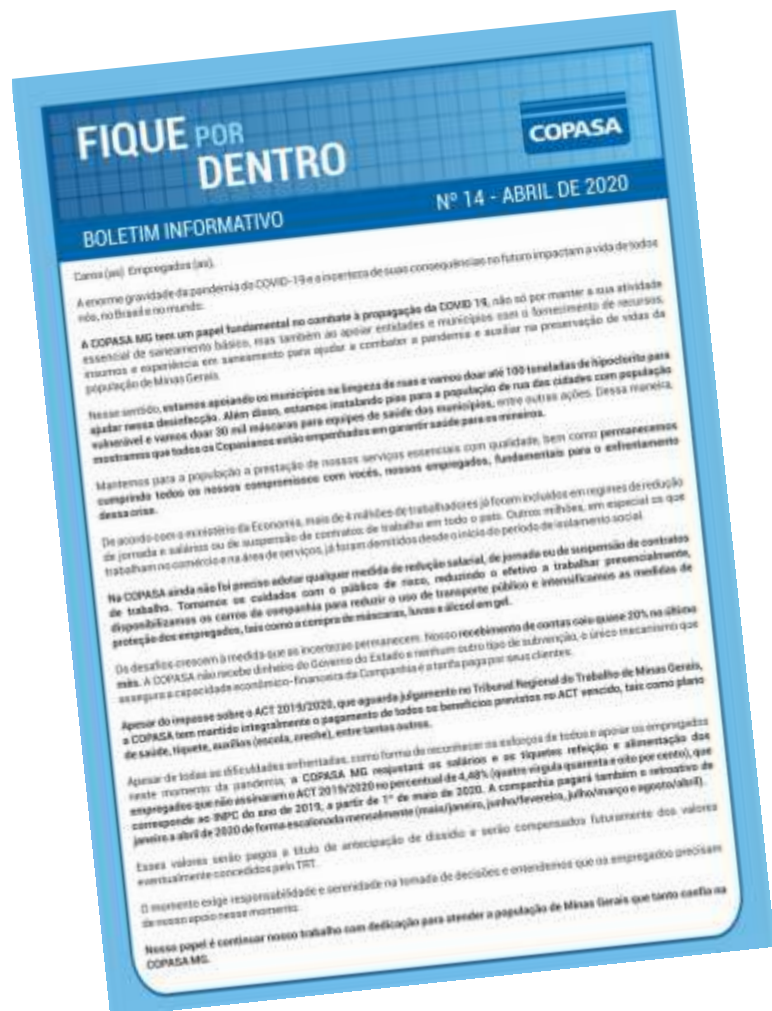 FIQUE POR
DENTRO
COPASA
BOLETIM INFORMATIVO
Nº 14 - ABRIL DE 2020
Caros (as) Empregados (as),
A enorme gravidade da pandemia do COVID-19 e a incerteza de suas consequências no futuro impactam a vida de todos
nós, no Brasil e no mundo.
A COPASA MG tem um papel fundamental no combate à propagação da COVID 19, não só por manter a sua atividade
essencial de saneamento básico, mas também ao apoiar entidades e municípios com o fornecimento de recursos,
insumos e experiência em saneamento para ajudar a combater a pandemia e auxiliar na preservação de vidas da
população de Minas Gerais.
Nesse sentido, estamos apoiando os municípios na limpeza de ruas e vamos doar até 100 toneladas de hipoclorito para
ajudar nessa desinfecção. Além disso, estamos instalando pias para a população de rua das cidades com população
vulnerável e vamos doar 30 mil máscaras para equipes de saúde dos municípios, entre outras ações. Dessa maneira,
mostramos que todos os Copasianos estão empenhados em garantir saúde para os mineiros.
Mantemos para a população a prestação de nossos serviços essenciais com qualidade, bem como permanecemos
cumprindo todos os nossos compromissos com vocês, nossos empregados, fundamentais para o enfrentamento
dessa crise.
De acordo com o ministério da Economia, mais de 4 milhões de trabalhadores já foram incluídos em regimes de redução
de jornada e salários ou de suspensão de contratos de trabalho em todo o país. Outros milhões, em especial os que
trabalham no comércio e na área de serviços, já foram demitidos desde o início do período de isolamento social.
Na COPASA ainda não foi preciso adotar qualquer medida de redução salarial, de jornada ou de suspensão de contratos
de trabalho. Tomamos os cuidados com o público de risco, reduzindo o efetivo a trabalhar presencialmente,
disponibilizamos os carros da companhia para reduzir o uso de transporte público e intensificamos as medidas de
proteção dos empregados, tais como a compra de máscaras, luvas e álcool em gel.
Os desafios crescem à medida que as incertezas permanecem. Nosso recebimento de contas caiu quase 20% no último
mês. A COPASA não recebe dinheiro do Governo do Estado e nenhum outro tipo de subvenção, o único mecanismo que
assegura a capacidade econômico-financeira da Companhia é a tarifa paga por seus clientes.
Apesar do impasse sobre o ACT 2019/2020, que aguarda julgamento no Tribunal Regional do Trabalho de Minas Gerais,
a COPASA tem mantido integralmente o pagamento de todos os benefícios previstos no ACT vencido, tais como plano
de saúde, tíquete, auxílios (escola, creche), entre tantos outros.
Apesar de todas as dificuldades enfrentadas, como forma de reconhecer os esforços de todos e apoiar os empregados
neste momento da pandemia, a COPASA MG reajustará os salários e os tíquetes refeição e alimentação dos
empregados que não assinaram o ACT 2019/2020 no percentual de 4,48% (quatro vírgula quarenta e oito por cento), que
corresponde ao INPC do ano de 2019, a partir de 1º de maio de 2020. A companhia pagará também o retroativo de
janeiro a abril de 2020 de forma escalonada mensalmente (maio/janeiro, junho/fevereiro, julho/março e agosto/abril).
Esses valores serão pagos a título de antecipação de dissídio e serão compensados futuramente dos valores
eventualmente concedidos pelo TRT.
O momento exige responsabilidade e serenidade na tomada de decisões e entendemos que os empregados precisam
de nosso apoio nesse momento.
Nosso papel é continuar nosso trabalho com dedicação para atender a população de Minas Gerais que tanto confia na
COPASA MG.